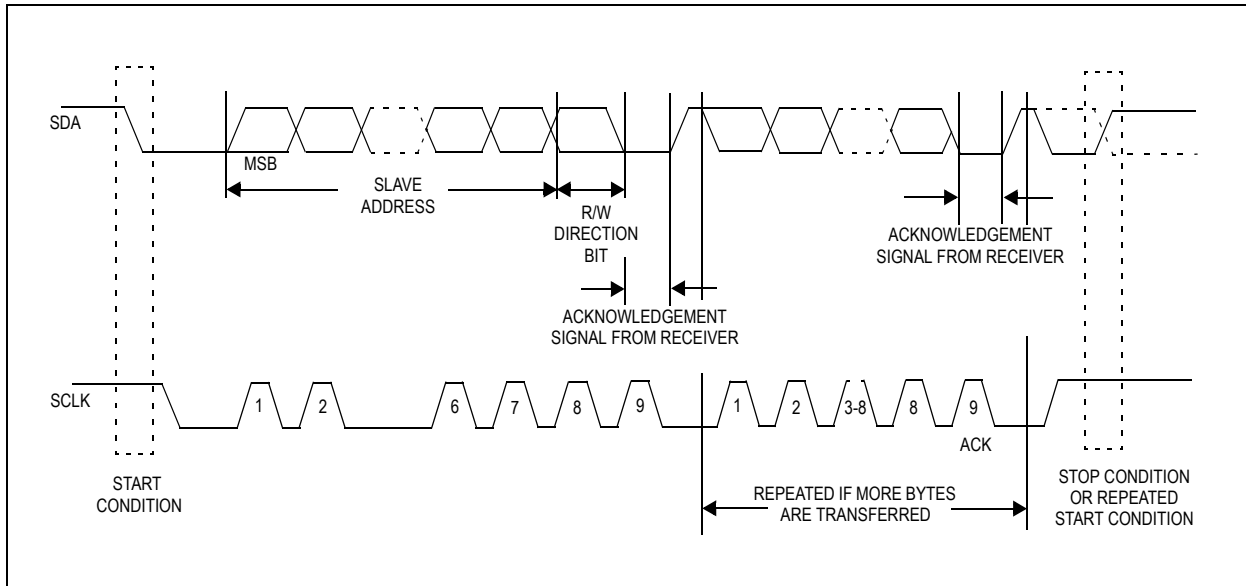 SDA
MSB
SLAVE
ADDRESS
R/W
DIRECTION
BIT
ACKNOWLEDGEMENT
SIGNAL FROM RECEIVER
ACKNOWLEDGEMENT
SIGNAL FROM RECEIVER
SCLK
1
2
6
7
8
9
1
2
3-8
8
9
ACK
START
CONDITION
REPEATED IF MORE BYTES
ARE TRANSFERRED
STOP CONDITION
OR REPEATED
START CONDITION